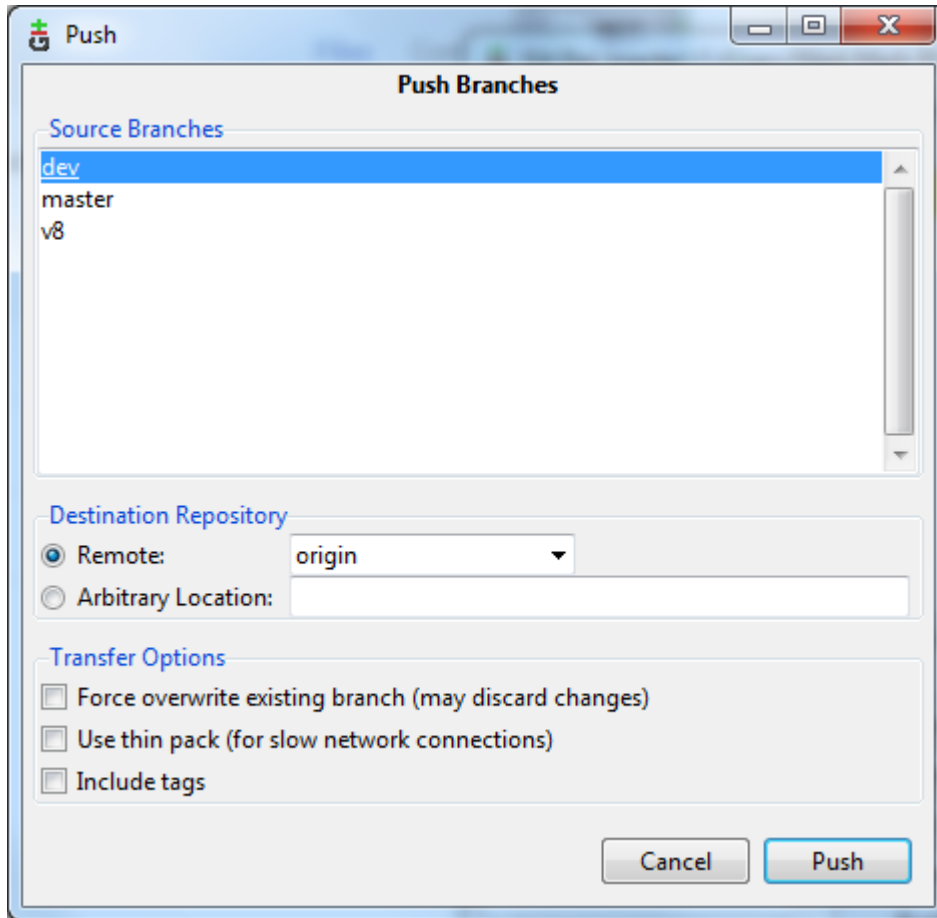 Push
Push Branches
Source Branches
dev
master
v8
Destination Repository
Remote: origin
Arbitrary Location:
Transfer Options
Force overwrite existing branch (may discard changes)
Use thin pack (for slow network connections)
Include tags
Cancel Push